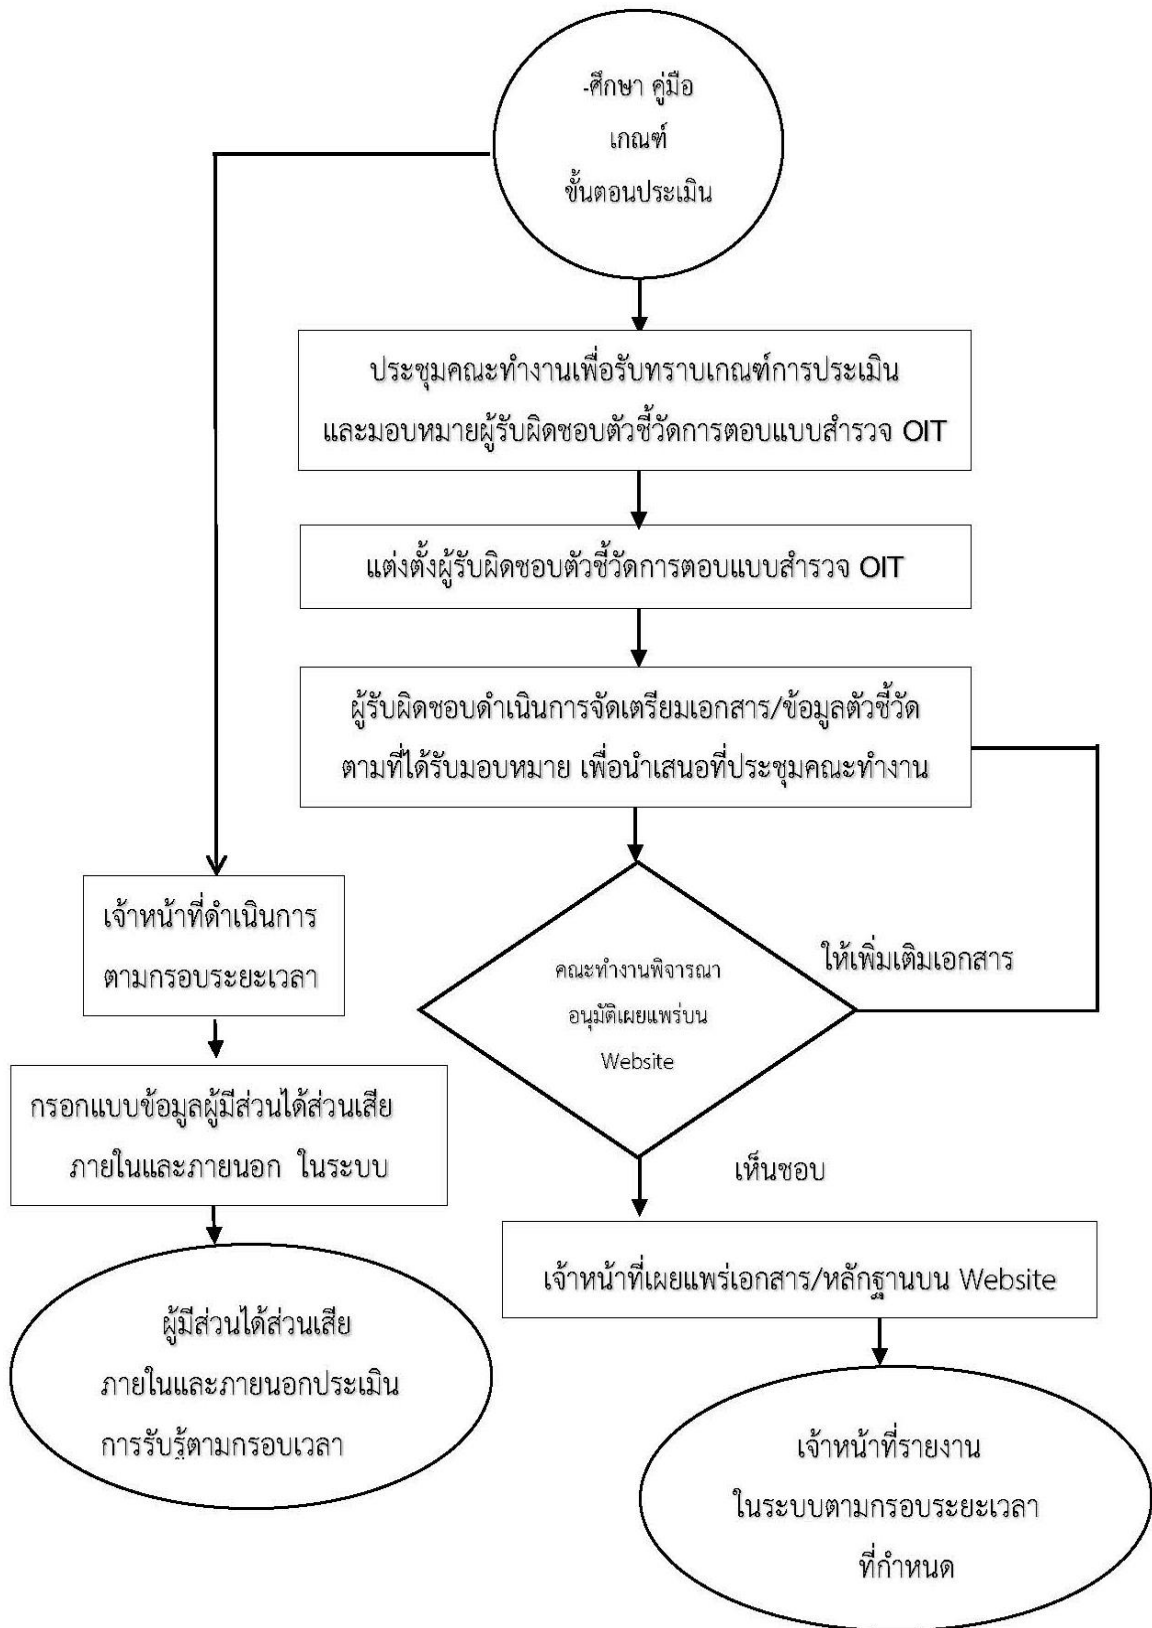 -ศึกษา คู่มือ
เกณฑ์
ขั้นตอนประเมิน
ประชุมคณะทำงานเพื่อรับทราบเกณฑ์การประเมิน
และมอบหมายผู้รับผิดชอบตัวชี้วัดการตอบแบบสำรวจ OIT
แต่งตั้งผู้รับผิดชอบตัวชี้วัดการตอบแบบสำรวจ OIT
ผู้รับผิดชอบดำเนินการจัดเตรียมเอกสาร/ข้อมูลตัวชี้วัด
ตามที่ได้รับมอบหมาย เพื่อนำเสนอที่ประชุมคณะทำงาน
คณะทำงานพิจารณา
อนุมัติเผยแพร่บน
Website
ให้เพิ่มเติมเอกสาร
เห็นชอบ
เจ้าหน้าที่เผยแพร่เอกสาร/หลักฐานบน Website
เจ้าหน้าที่รายงาน
ในระบบตามกรอบระยะเวลา
ที่กำหนด
เจ้าหน้าที่ดำเนินการ
ตามกรอบระยะเวลา
กรอกแบบข้อมูลผู้มีส่วนได้ส่วนเสีย
ภายในและภายนอก ในระบบ
ผู้มีส่วนได้ส่วนเสีย
ภายในและภายนอกประเมิน
การรับรู้ตามกรอบเวลา